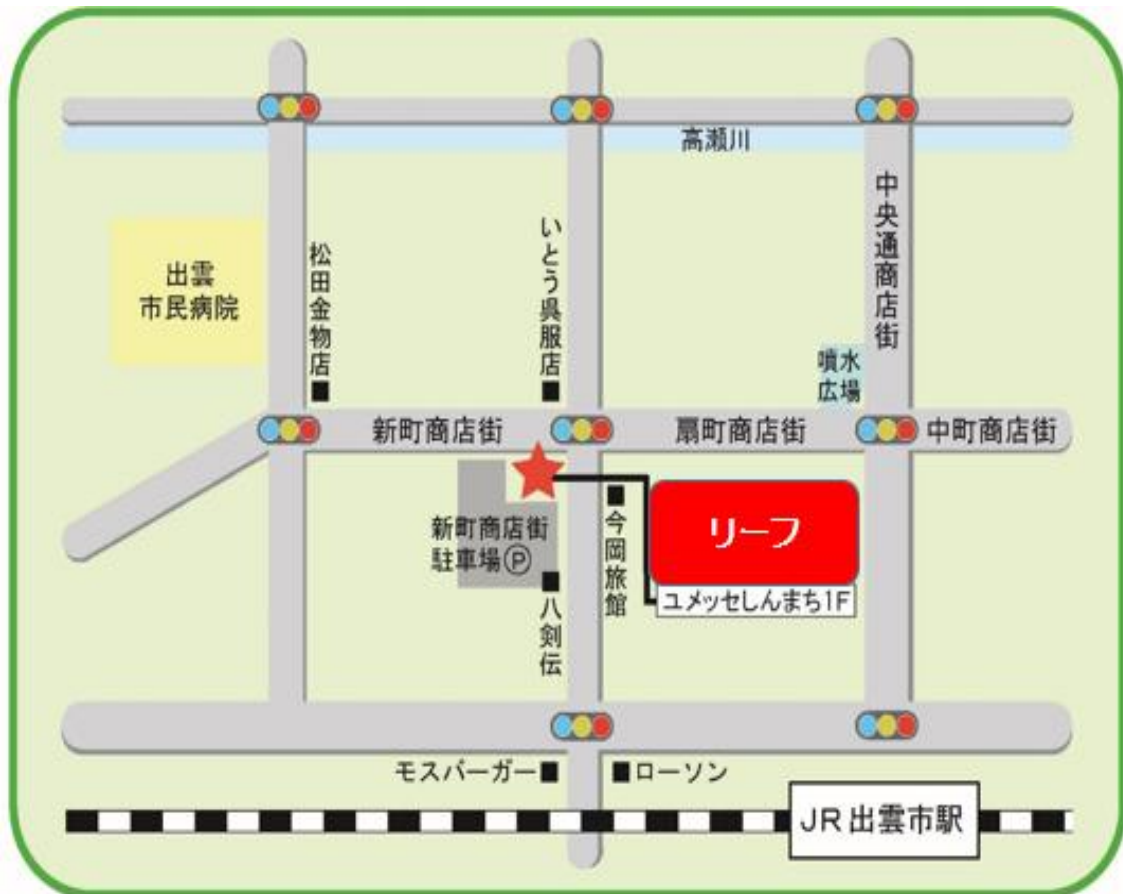 高瀬川
中央通商店街
いとう呉服店
松田金物店
出雲
市民病院
噴水
広場
新町商店街
扇町商店街
中町商店街
新町商店街
駐車場Ⓟ
今岡旅館
リーフ
ユメッセしんまち1F
八剣伝
モスバーガー
ローソン
JR出雲市駅